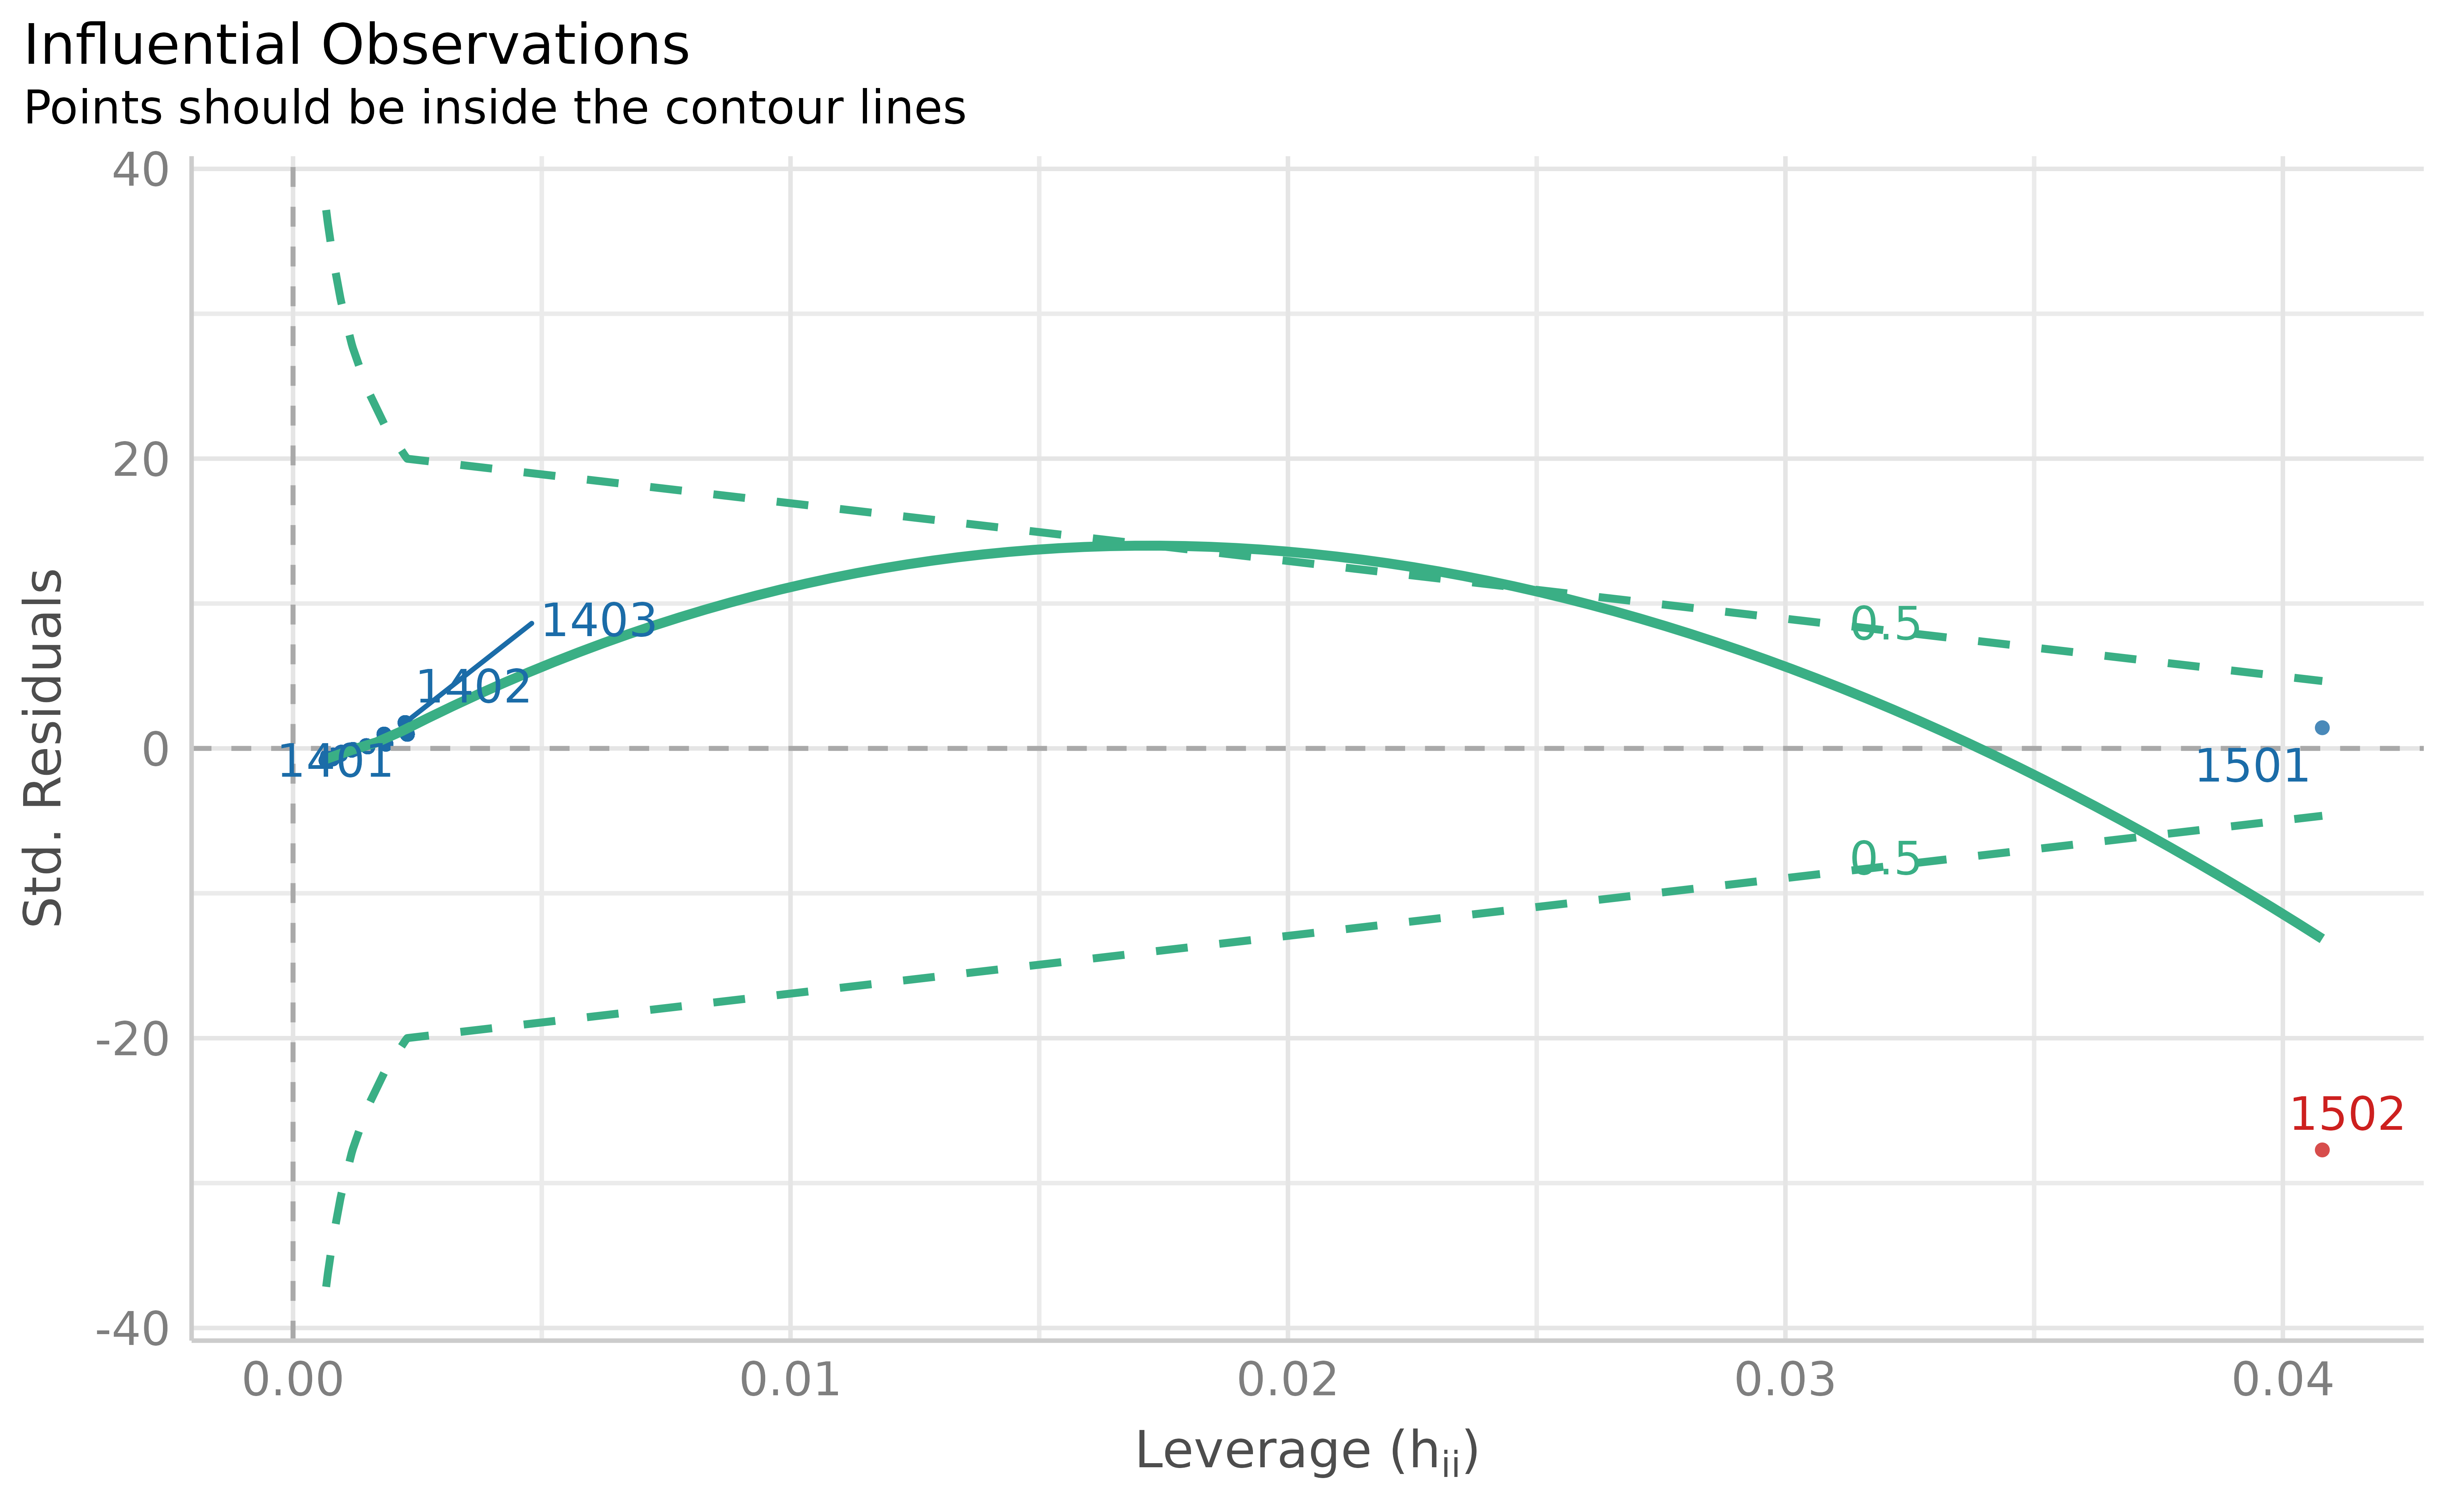 Influential Observations
Points should be inside the contour lines
40
20
0
-20
-40
Std. Residuals
1403
1402
1401
0.5
0.5
1501
1502
0.00 0.01 0.02 0.03 0.04
Leverage (hii)